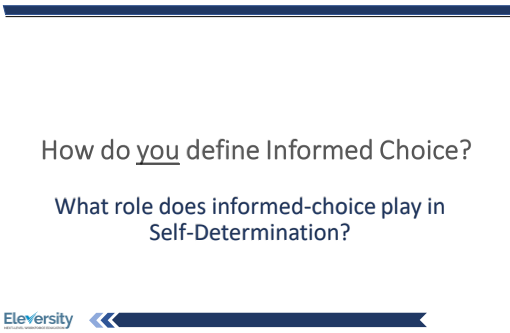 How do you define Informed Choice?
What role does informed-choice play in
Self-Determination?
Eleversity